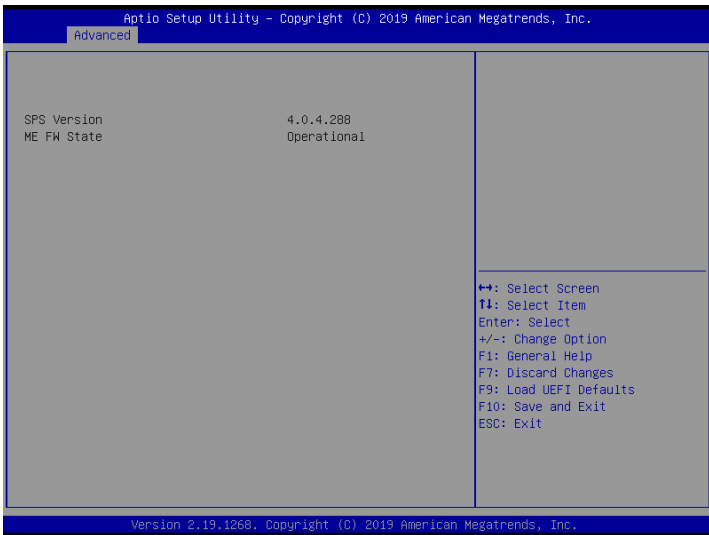 Aptio Setup Utility – Copyright (C) 2019 American Megatrends, Inc.
Advanced
SPS Version 4.0.4.288
ME FW State Operational
↔: Select Screen
↑↓: Select Item
Enter: Select
+/-: Change Option
F1: General Help
F7: Discard Changes
F9: Load UEFI Defaults
F10: Save and Exit
ESC: Exit
Version 2.19.1268. Copyright (C) 2019 American Megatrends, Inc.